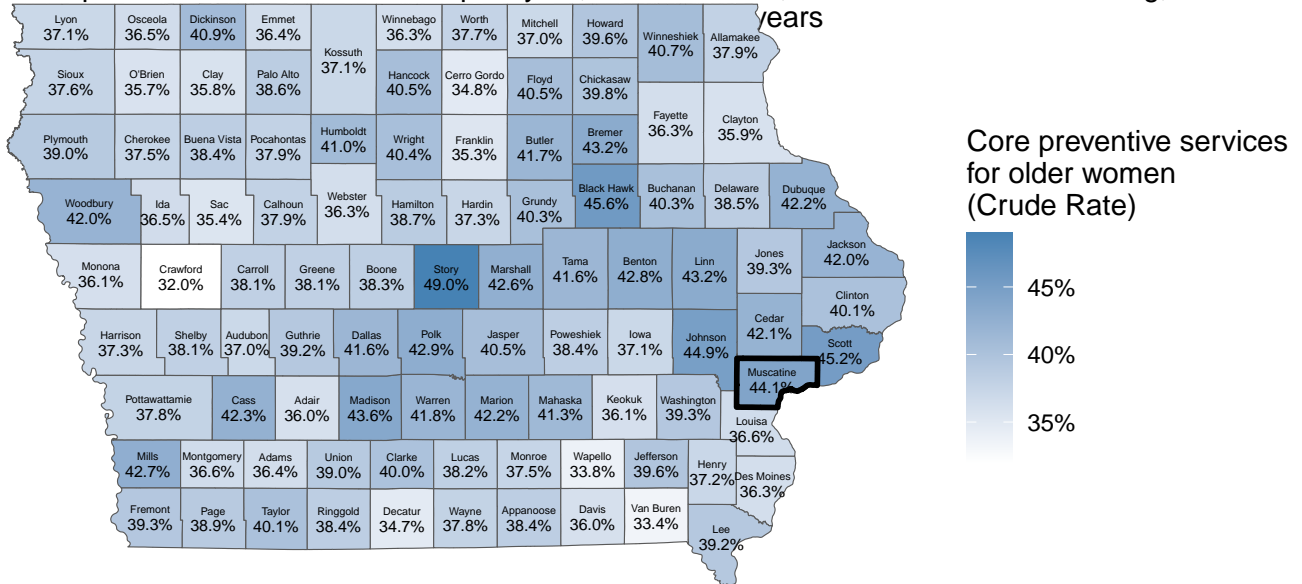 years
Lyon
37.1%
Osceola
36.5%
Dickinson
40.9%
Emmet
36.4%
Kossuth
37.1%
Winnebago
36.3%
Worth
37.7%
Mitchell
37.0%
Howard
39.6%
Winneshiek
40.7%
Allamakee
37.9%
Sioux
37.6%
O'Brien
35.7%
Clay
35.8%
Palo Alto
38.6%
Hancock
40.5%
Cerro Gordo
34.8%
Floyd
40.5%
Chickasaw
39.8%
Fayette
36.3%
Clayton
35.9%
Plymouth
39.0%
Cherokee
37.5%
Buena Vista
38.4%
Pocahontas
37.9%
Humboldt
41.0%
Wright
40.4%
Franklin
35.3%
Butler
41.7%
Bremer
43.2%
Woodbury
42.0%
Ida
36.5%
Sac
35.4%
Calhoun
37.9%
Webster
36.3%
Hamilton
38.7%
Hardin
37.3%
Grundy
40.3%
Black Hawk
45.6%
Buchanan
40.3%
Delaware
38.5%
Dubuque
42.2%
Monona
36.1%
Crawford
32.0%
Carroll
38.1%
Greene
38.1%
Boone
38.3%
Story
49.0%
Marshall
42.6%
Tama
41.6%
Benton
42.8%
Linn
43.2%
Jones
39.3%
Jackson
42.0%
Clinton
40.1%
Harrison
37.3%
Shelby
38.1%
Audubon
37.0%
Guthrie
39.2%
Dallas
41.6%
Polk
42.9%
Jasper
40.5%
Poweshiek
38.4%
Iowa
37.1%
Johnson
44.9%
Cedar
42.1%
Scott
45.2%
Muscatine
44.1%
Pottawattamie
37.8%
Cass
42.3%
Adair
36.0%
Madison
43.6%
Warren
41.8%
Marion
42.2%
Mahaska
41.3%
Keokuk
36.1%
Washington
39.3%
Louisa
36.6%
Mills
42.7%
Montgomery
36.6%
Adams
36.4%
Union
39.0%
Clarke
40.0%
Lucas
38.2%
Monroe
37.5%
Wapello
33.8%
Jefferson
39.6%
Henry
37.2%
Des Moines
36.3%
Fremont
39.3%
Page
38.9%
Taylor
40.1%
Ringgold
38.4%
Decatur
34.7%
Wayne
37.8%
Appanoose
38.4%
Davis
36.0%
Van Buren
33.4%
Lee
39.2%
Core preventive services
for older women
(Crude Rate)
45%
40%
35%